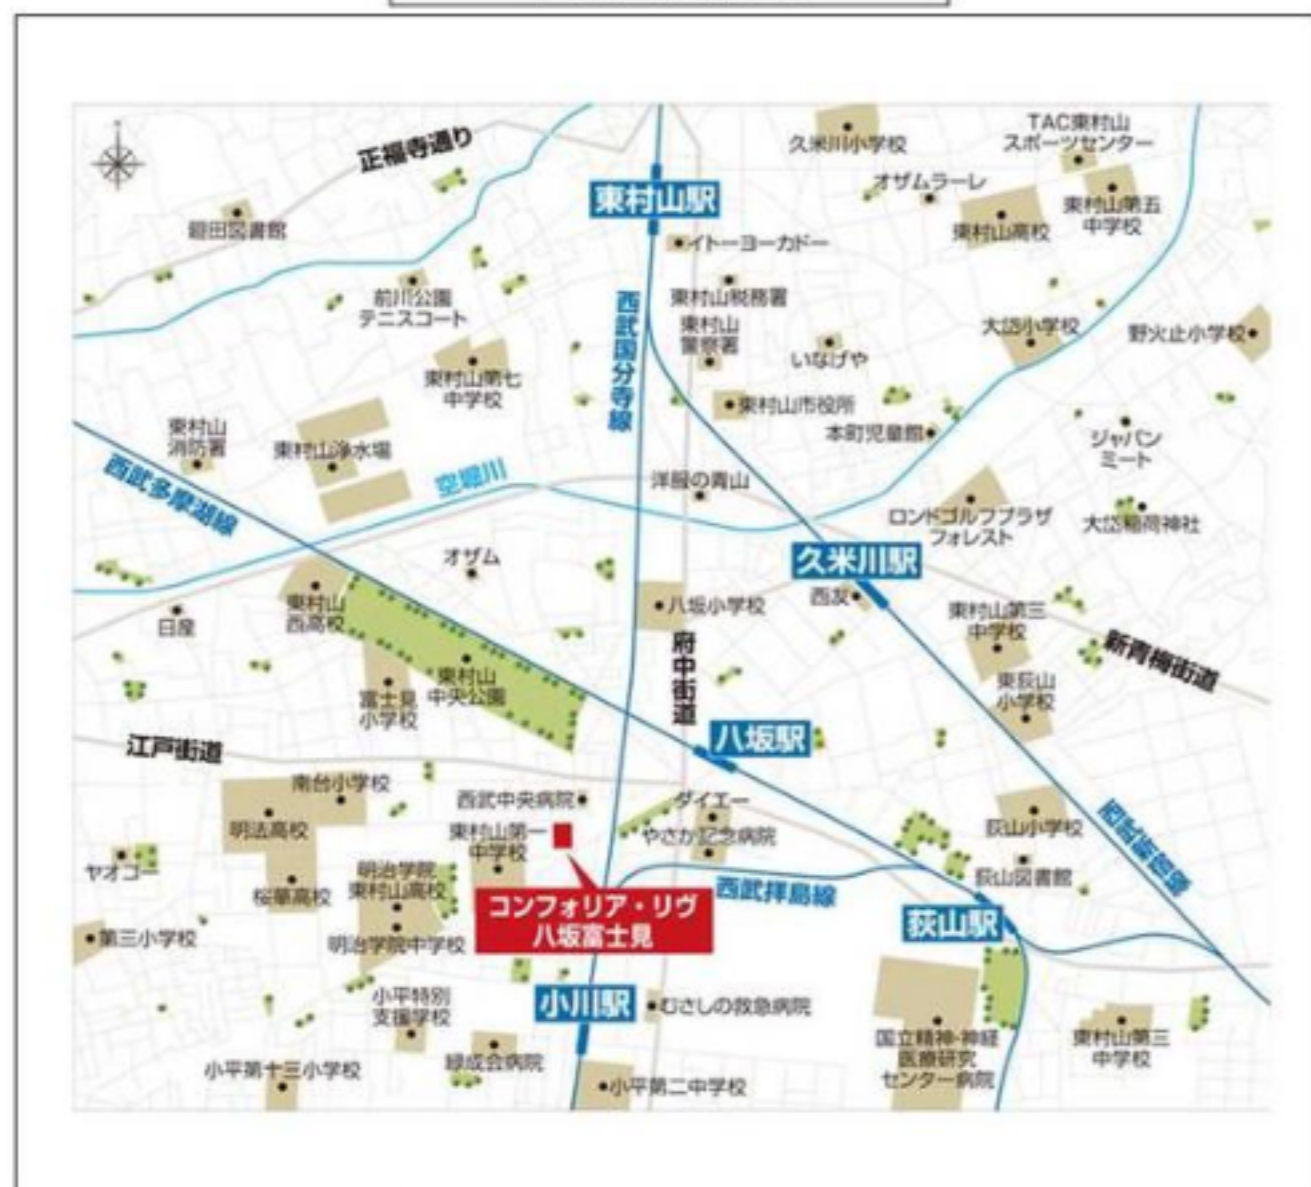 久米川小学校
TAC東村山
スポーツセンター
正福寺通り
オザムラーレ
東村山駅
東村山第五
中学校
東村山高校
廻田図書館
イトーヨーカドー
前川公園
テニスコート
東村山税務署
西武国分寺線
東村山
警察署
大岱小学校
野火止小学校
いなげや
東村山第七
中学校
東村山市役所
本町児童館
東村山
消防署
東村山浄水場
ジャパン
ミート
西武多摩湖線
空堀川
洋服の青山
ロンドゴルフプラザ
フォレスト
大岱稲荷神社
オザム
久米川駅
東村山
西高校
八坂小学校
西友
東村山第三
中学校
日産
府中街道
新青梅街道
東村山
中央公園
富士見
小学校
東萩山
小学校
江戸街道
八坂駅
南台小学校
西武中央病院
ダイエー
明法高校
東村山第一
中学校
やさか記念病院
萩山小学校
西武新宿線
ヤオコー
明治学院
東村山高校
萩山図書館
桜華高校
西武拝島線
コンフォリア・リヴ
八坂富士見
萩山駅
第三小学校
明治学院中学校
小平特別
支援学校
小川駅
むさしの救急病院
国立精神・神経
医療研究
センター病院
東村山第三
中学校
緑成会病院
小平第十三小学校
小平第二中学校